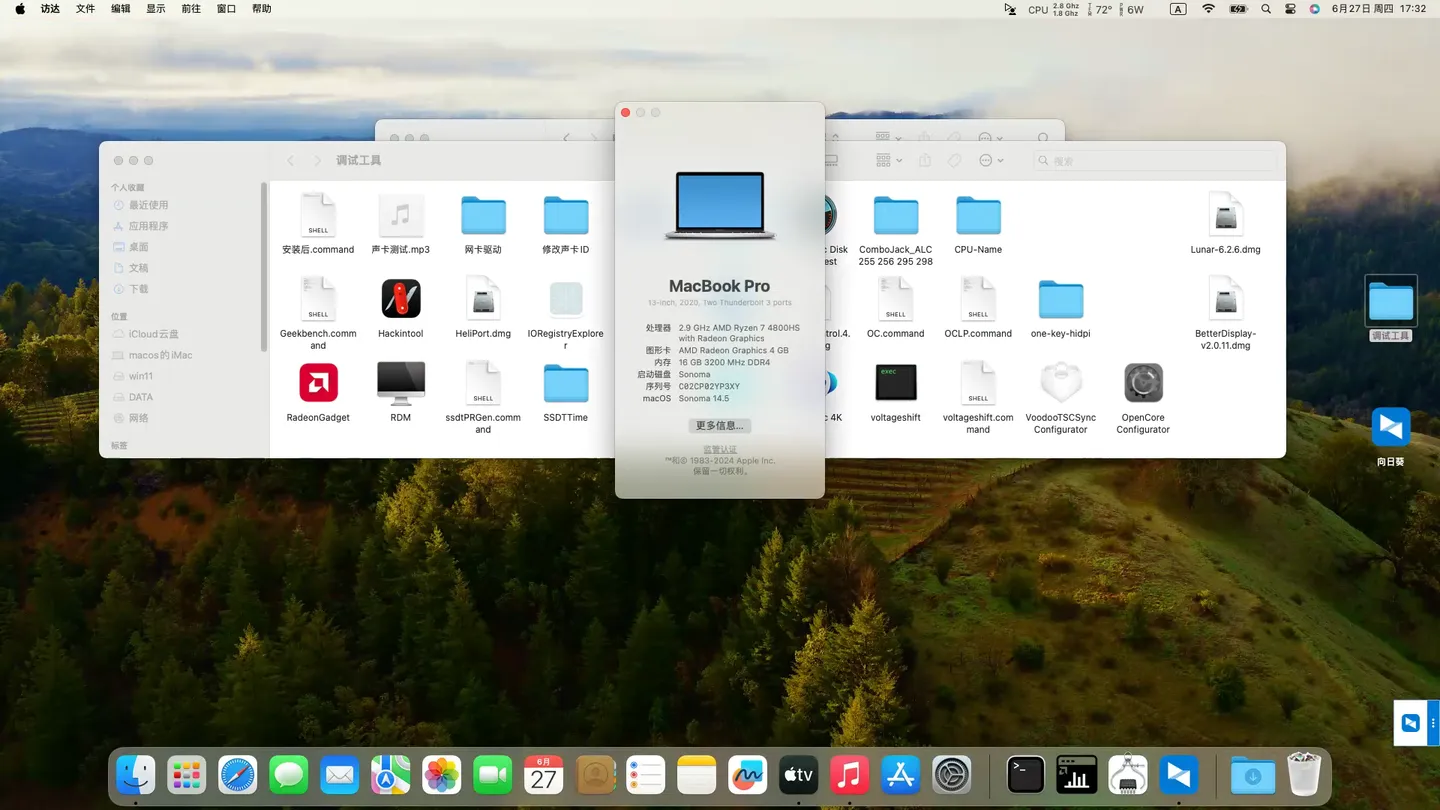 访达 文件 编辑 显示 前往 窗口 帮助
CPU 2.8 Ghz 1.8 Ghz 72° 6W A 6月27日 周四 17:32
调试工具
搜索
个人收藏
最近使用
应用程序
桌面
文稿
下载
位置
iCloud云盘
macos的iMac
win11
DATA
网络
标签
SHELL
安装后.command
声卡测试.mp3
网卡驱动
修改声卡ID
ComboJack_ALC
255 256 295 298
CPU-Name
Lunar-6.2.6.dmg
SHELL
Geekbench.comm
and
Hackintool
HeliPort.dmg
IORegistryExplore
r
SHELL
OC.command
SHELL
OCLP.command
one-key-hidpi
BetterDisplay-
v2.0.11.dmg
RadeonGadget
RDM
SHELL
ssdtPRGen.comm
and
SSDTTime
4K
exec
voltageshift
SHELL
voltageshift.com
mand
VoodooTSCSync
Configurator
OpenCore
Configurator
MacBook Pro
13-inch, 2020, Two Thunderbolt 3 ports
处理器 2.9 GHz AMD Ryzen 7 4800HS
with Radeon Graphics
图形卡 AMD Radeon Graphics 4 GB
内存 16 GB 3200 MHz DDR4
启动磁盘 Sonoma
序列号 C02CP02YP3XY
macOS Sonoma 14.5
更多信息...
监管认证
™和© 1983-2024 Apple Inc.
保留一切权利。
调试工具
向日葵
6月
27
tv